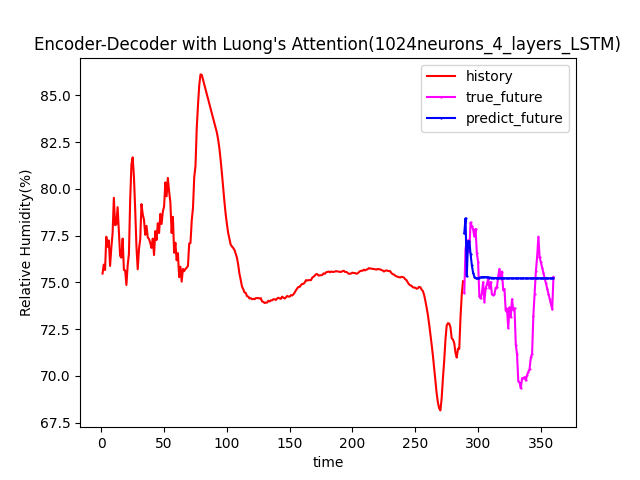 Encoder-Decoder with Luong's Attention(1024neurons_4_layers_LSTM)
history
true_future
predict_future
Relative Humidity(%)
85.0
82.5
80.0
77.5
75.0
72.5
70.0
67.5
0 50 100 150 200 250 300 350
time